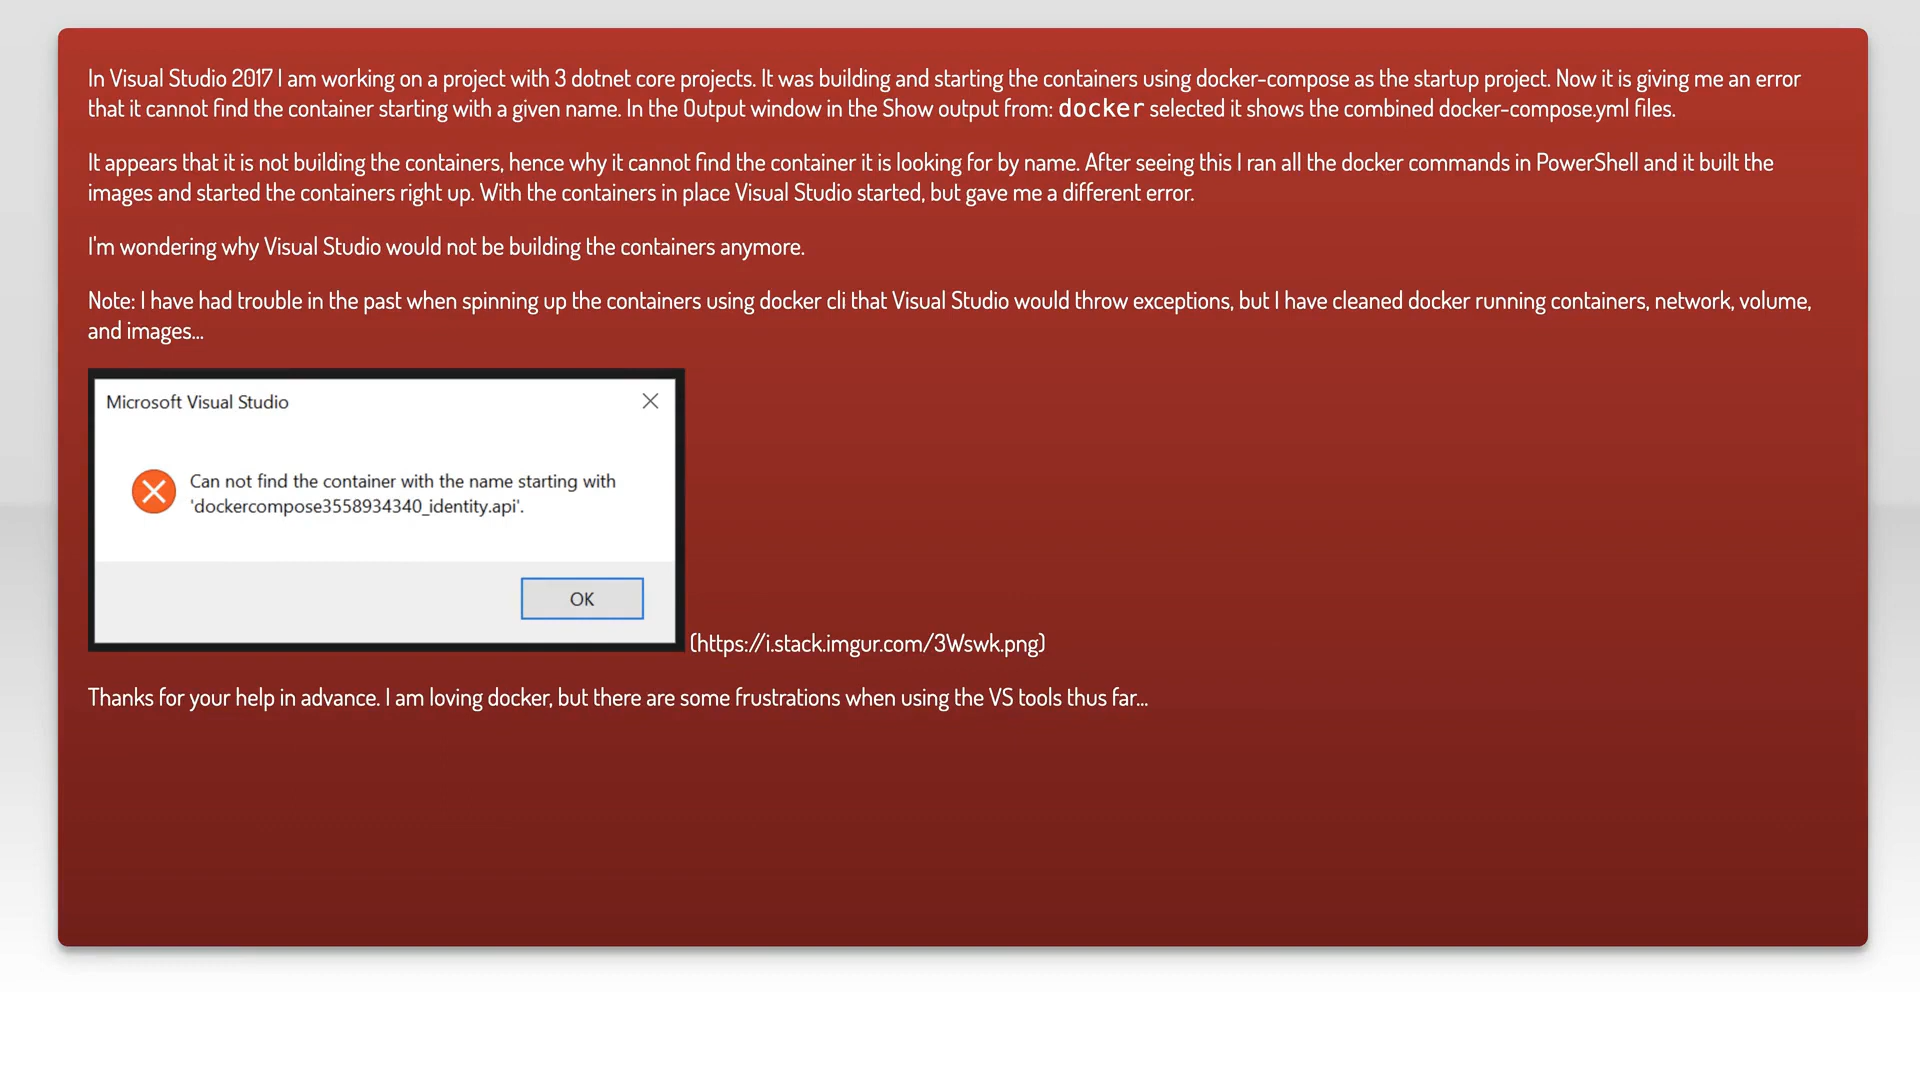 In Visual Studio 2017 I am working on a project with 3 dotnet core projects. It was building and starting the containers using docker-compose as the startup project. Now it is giving me an error
that it cannot find the container starting with a given name. In the Output window in the Show output from: docker selected it shows the combined docker-compose.yml files.
It appears that it is not building the containers, hence why it cannot find the container it is looking for by name. After seeing this I ran all the docker commands in PowerShell and it built the
images and started the containers right up. With the containers in place Visual Studio started, but gave me a different error.
I'm wondering why Visual Studio would not be building the containers anymore.
Note: I have had trouble in the past when spinning up the containers using docker cli that Visual Studio would throw exceptions, but I have cleaned docker running containers, network, volume,
and images...
Microsoft Visual Studio
Can not find the container with the name starting with
'dockercompose3558934340_identity.api'.
OK
(https://i.stack.imgur.com/3Wswk.png)
Thanks for your help in advance. I am loving docker, but there are some frustrations when using the VS tools thus far...